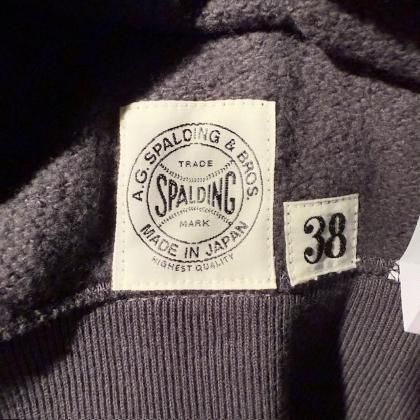 A.G. SPALDING & BROS.
TRADE
SPALDING
MARK
MADE IN JAPAN
HIGHEST QUALITY
38